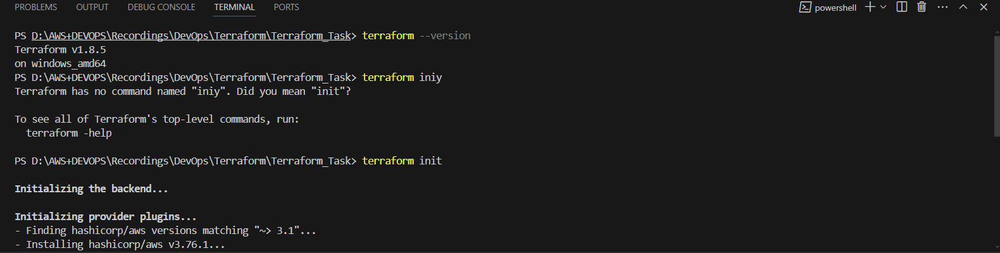 PROBLEMS OUTPUT DEBUG CONSOLE TERMINAL PORTS powershell
PS D:\AWS+DEVOPS\Recordings\DevOps\Terraform\Terraform_Task> terraform --version
Terraform v1.8.5
on windows_amd64
PS D:\AWS+DEVOPS\Recordings\DevOps\Terraform\Terraform_Task> terraform iniy
Terraform has no command named "iniy". Did you mean "init"?

To see all of Terraform's top-level commands, run:
  terraform -help

PS D:\AWS+DEVOPS\Recordings\DevOps\Terraform\Terraform_Task> terraform init

Initializing the backend...

Initializing provider plugins...
- Finding hashicorp/aws versions matching "~> 3.1"...
- Installing hashicorp/aws v3.76.1...